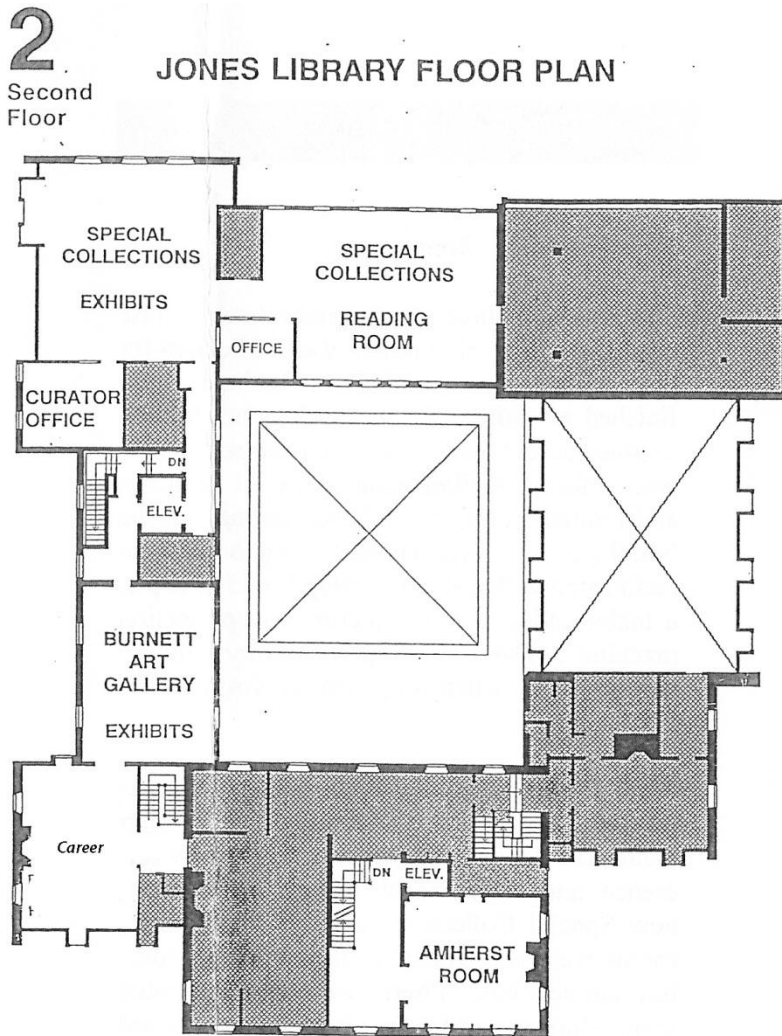 2
Second
Floor
JONES LIBRARY FLOOR PLAN
SPECIAL
COLLECTIONS
EXHIBITS
SPECIAL
COLLECTIONS
READING
ROOM
OFFICE
CURATOR
OFFICE
DN
ELEV.
BURNETT
ART
GALLERY
EXHIBITS
Career
DN
ELEV.
AMHERST
ROOM